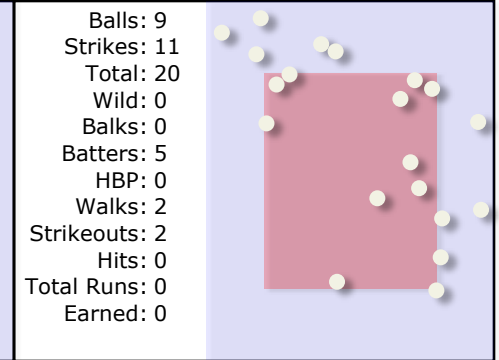 Balls: 9
Strikes: 11
Total: 20
Wild: 0
Balks: 0
Batters: 5
HBP: 0
Walks: 2
Strikeouts: 2
Hits: 0
Total Runs: 0
Earned: 0